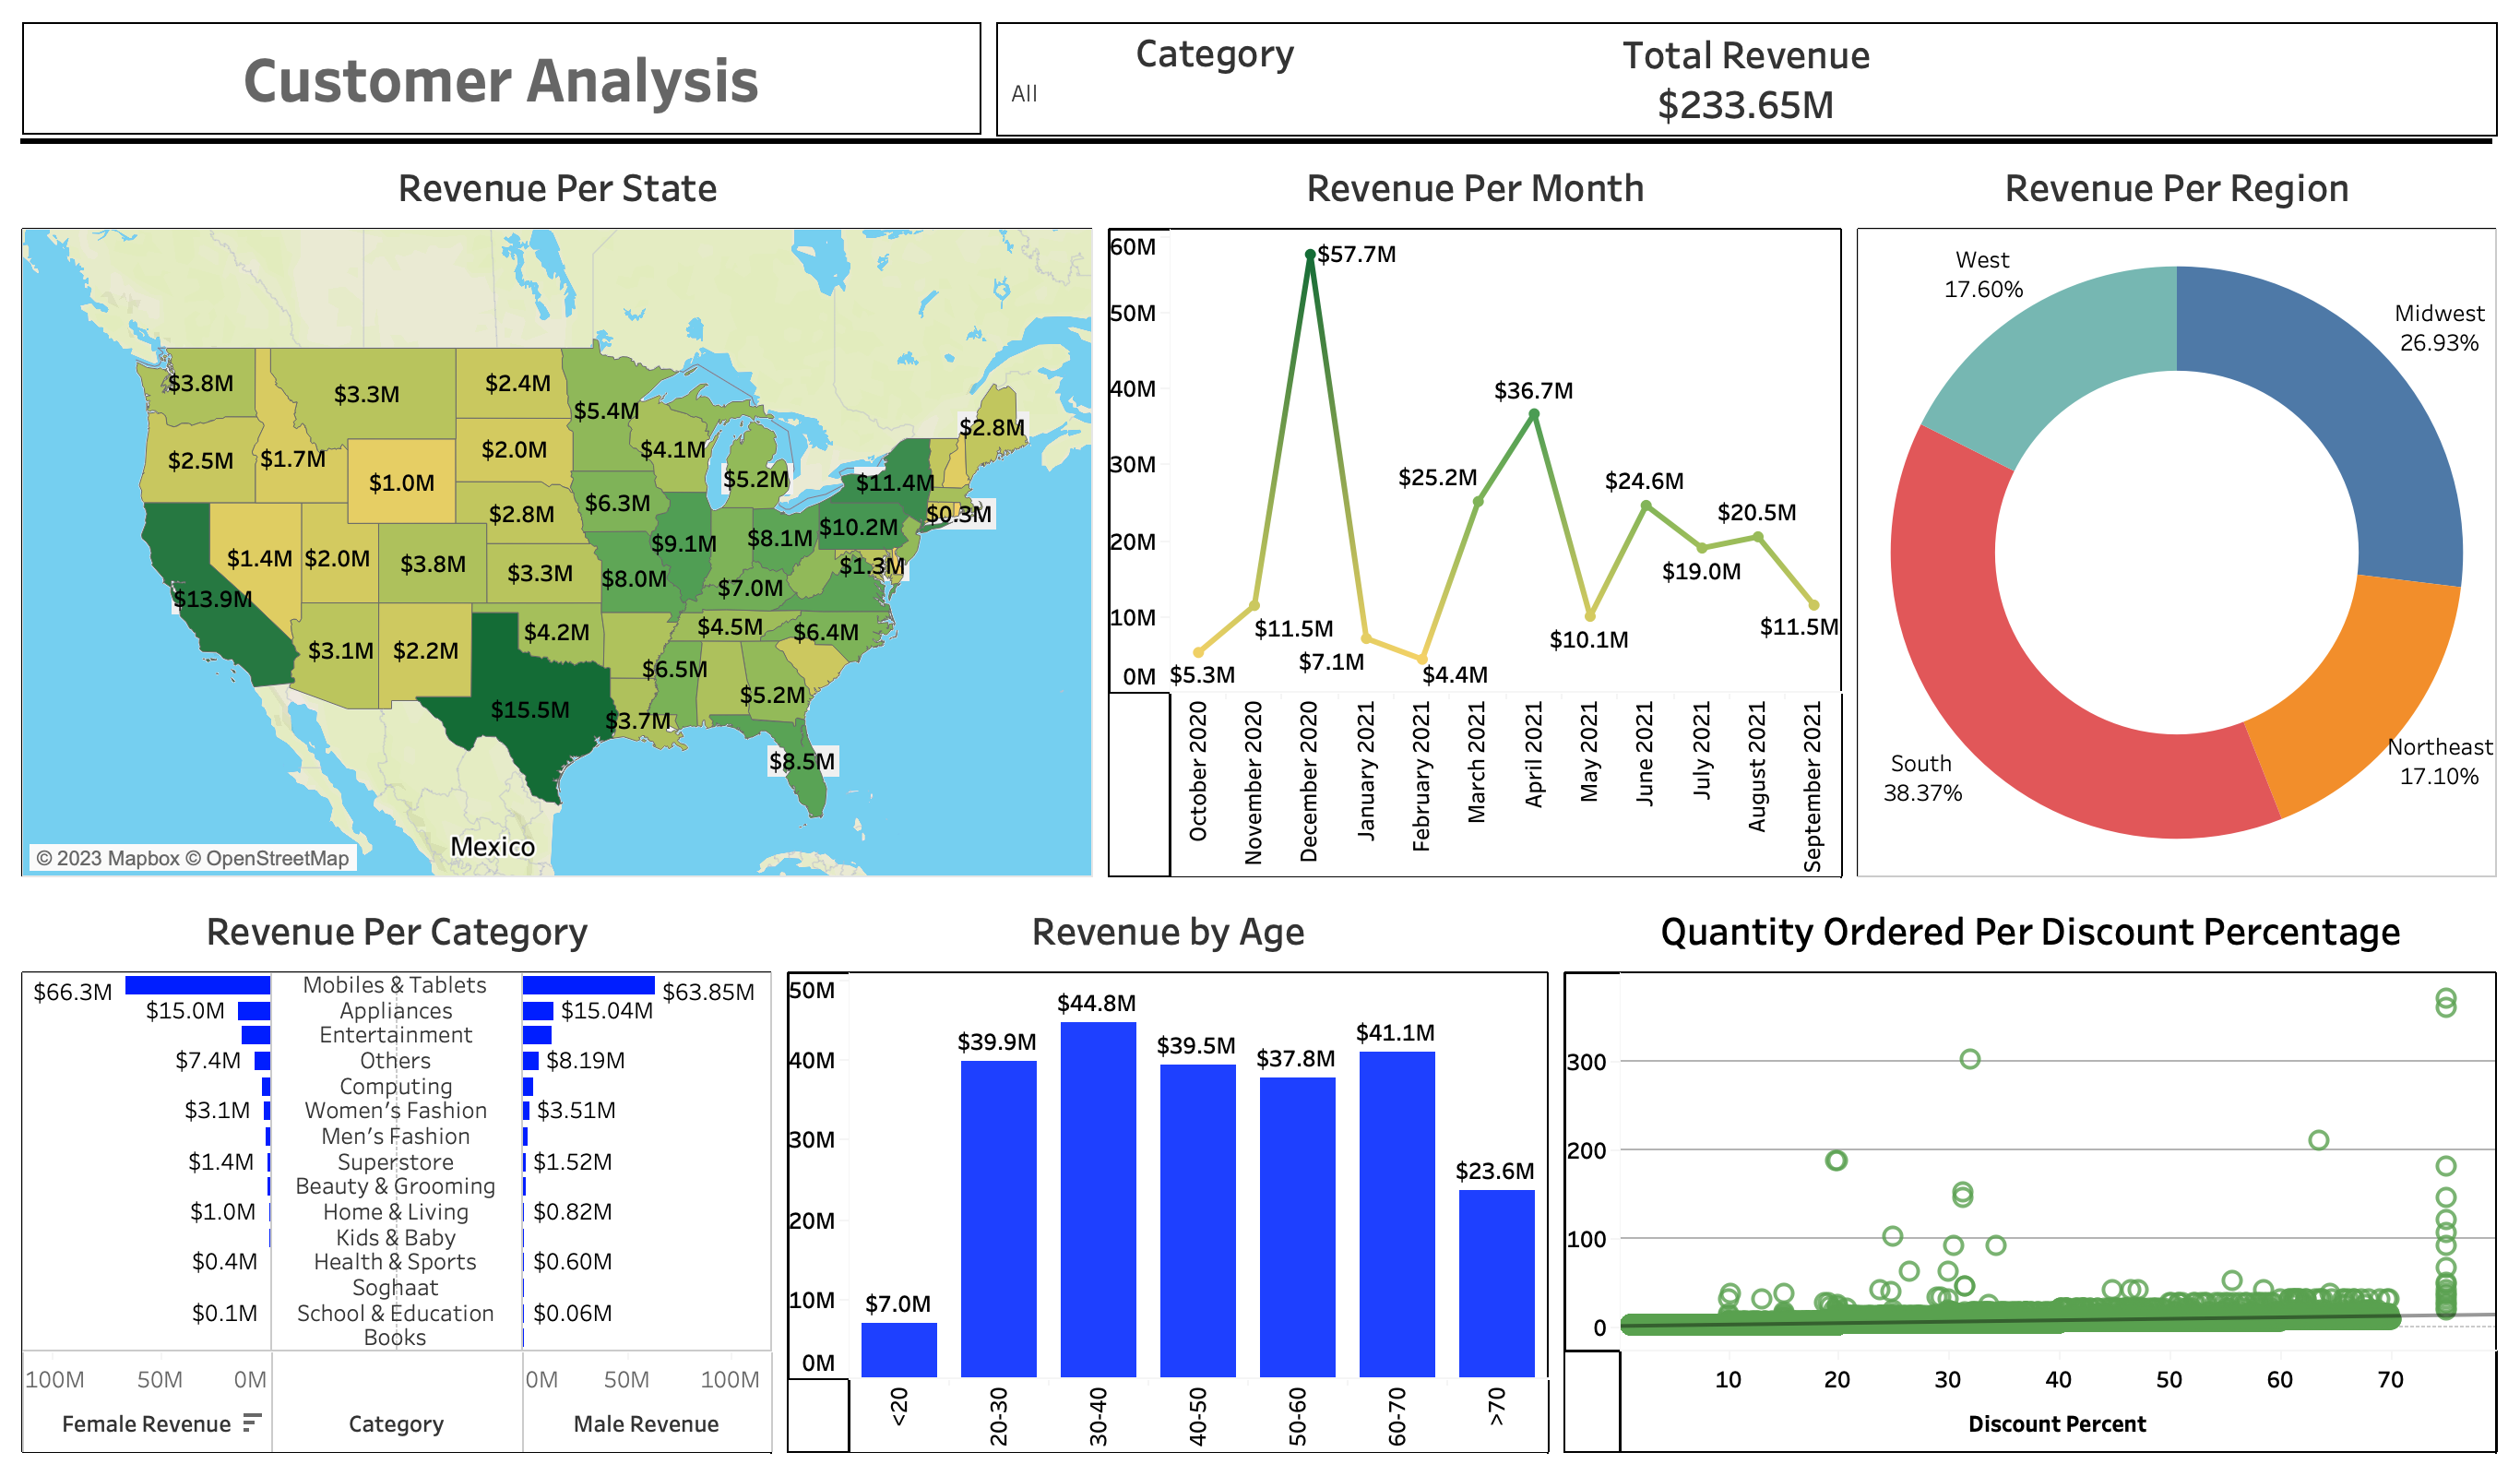 Customer Analysis
Category
All
Total Revenue
$233.65M
Revenue Per State
$3.8M
$3.3M
$2.4M
$5.4M
$2.8M
$2.5M
$1.7M
$1.0M
$2.0M
$4.1M
$5.2M
$11.4M
$6.3M
$2.8M
$0.3M
$10.2M
$8.1M
$9.1M
$1.4M
$2.0M
$3.8M
$3.3M
$8.0M
$7.0M
$1.3M
$13.9M
$4.2M
$4.5M
$6.4M
$3.1M
$2.2M
$6.5M
$5.2M
$15.5M
$3.7M
$8.5M
Mexico
© 2023 Mapbox © OpenStreetMap
Revenue Per Month
60M
50M
40M
30M
20M
10M
0M
$5.3M
$11.5M
$57.7M
$7.1M
$4.4M
$25.2M
$36.7M
$10.1M
$24.6M
$19.0M
$20.5M
$11.5M
October 2020
November 2020
December 2020
January 2021
February 2021
March 2021
April 2021
May 2021
June 2021
July 2021
August 2021
September 2021
Revenue Per Region
West
17.60%
Midwest
26.93%
Northeast
17.10%
South
38.37%
Revenue Per Category
$66.3M Mobiles & Tablets $63.85M
$15.0M Appliances $15.04M
Entertainment
$7.4M Others $8.19M
Computing
$3.1M Women's Fashion $3.51M
Men's Fashion
$1.4M Superstore $1.52M
Beauty & Grooming
$1.0M Home & Living $0.82M
Kids & Baby
$0.4M Health & Sports $0.60M
Soghaat
$0.1M School & Education $0.06M
Books
100M 50M 0M 0M 50M 100M
Female Revenue Category Male Revenue
Revenue by Age
50M
40M
30M
20M
10M
0M
$7.0M
$39.9M
$44.8M
$39.5M
$37.8M
$41.1M
$23.6M
<20
20-30
30-40
40-50
50-60
60-70
>70
Quantity Ordered Per Discount Percentage
300
200
100
0
10 20 30 40 50 60 70
Discount Percent